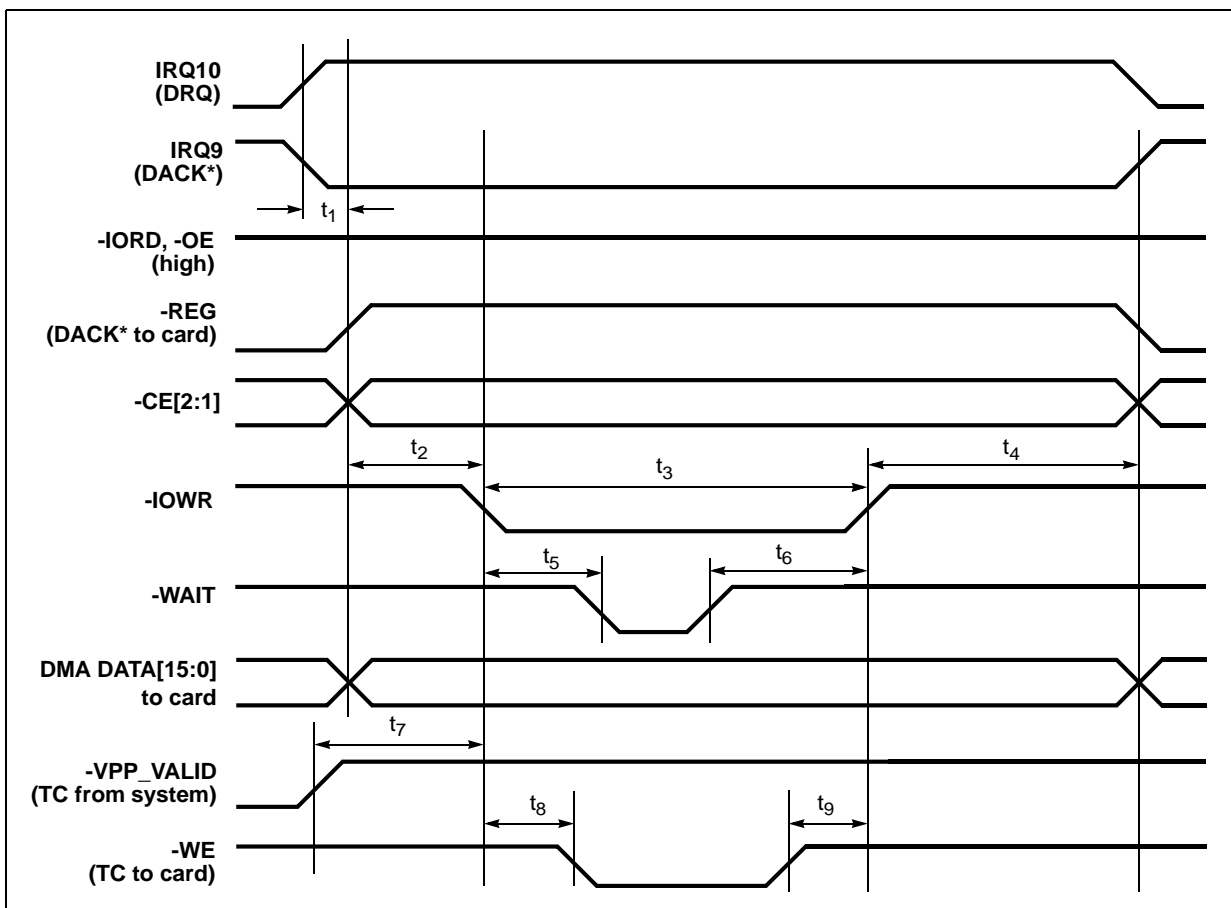 IRQ10
(DRQ)
IRQ9
(DACK*)
t1
-IORD, -OE
(high)
-REG
(DACK* to card)
-CE[2:1]
t2
t3
t4
-IOWR
t5
t6
-WAIT
DMA DATA[15:0]
to card
t7
-VPP_VALID
(TC from system)
t8
t9
-WE
(TC to card)